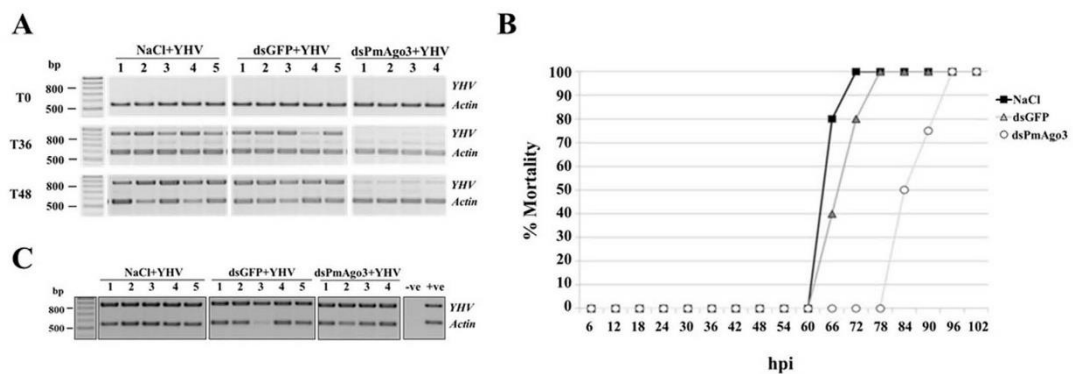 A
NaCl+YHV dsGFP+YHV dsPmAgo3+YHV
bp 1 2 3 4 5 1 2 3 4 5 1 2 3 4
T0 800 500 YHV Actin
T36 800 500 YHV Actin
T48 800 500 YHV Actin
B
% Mortality
100
90
80
70
60
50
40
30
20
10
0
6 12 18 24 30 36 42 48 54 60 66 72 78 84 90 96 102
hpi
NaCl
dsGFP
dsPmAgo3
C
NaCl+YHV dsGFP+YHV dsPmAgo3+YHV
bp 1 2 3 4 5 1 2 3 4 5 1 2 3 4 -ve +ve
800 YHV
500 Actin